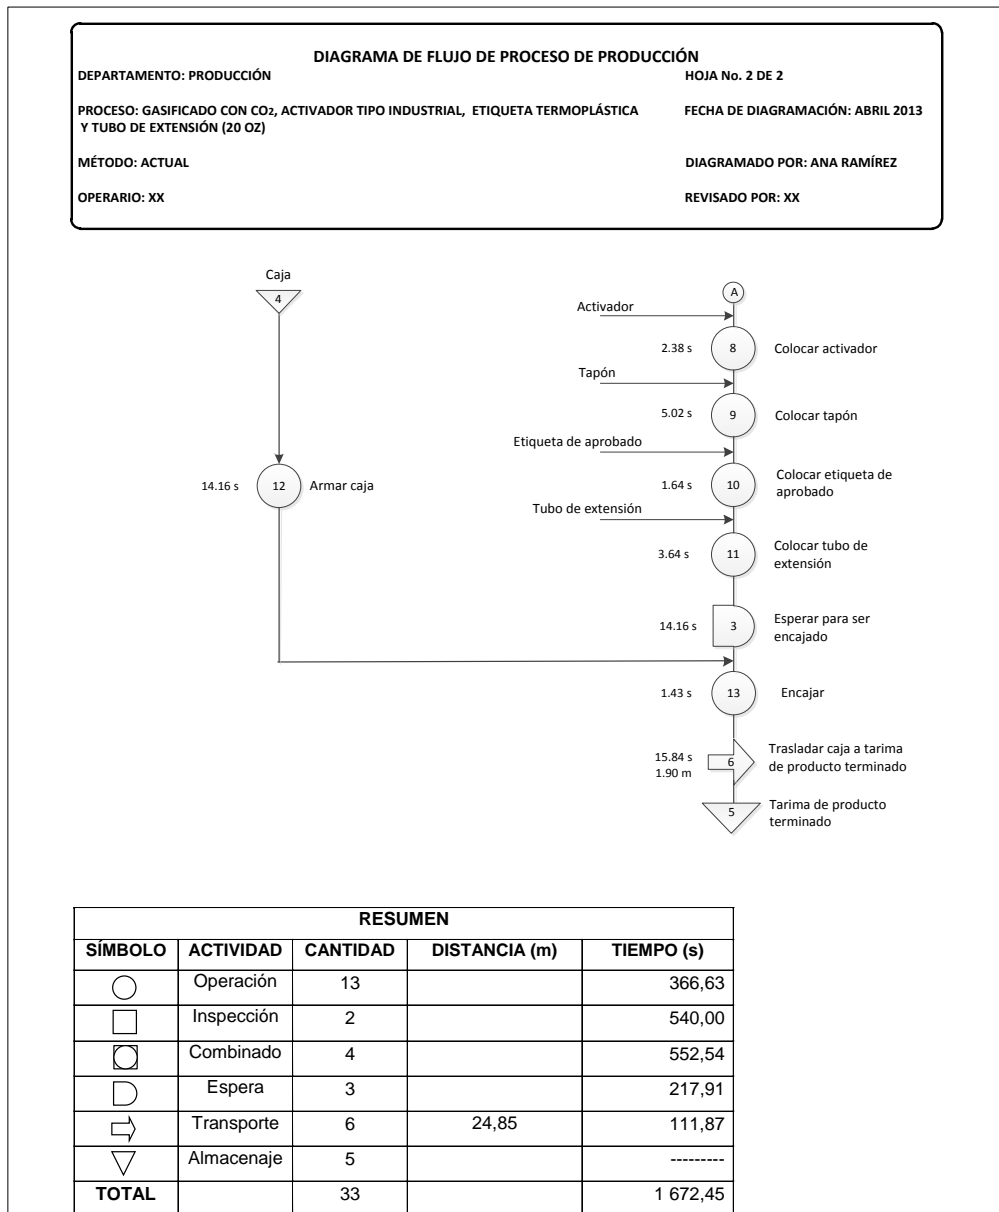 DIAGRAMA DE FLUJO DE PROCESO DE PRODUCCIÓN
DEPARTAMENTO: PRODUCCIÓN
HOJA No. 2 DE 2
PROCESO: GASIFICADO CON CO2, ACTIVADOR TIPO INDUSTRIAL, ETIQUETA TERMOPLÁSTICA
Y TUBO DE EXTENSIÓN (20 OZ)
FECHA DE DIAGRAMACIÓN: ABRIL 2013
MÉTODO: ACTUAL
DIAGRAMADO POR: ANA RAMÍREZ
OPERARIO: XX
REVISADO POR: XX
Caja
4
14.16 s
12
Armar caja
A
Activador
2.38 s
8
Colocar activador
Tapón
5.02 s
9
Colocar tapón
Etiqueta de aprobado
1.64 s
10
Colocar etiqueta de
aprobado
Tubo de extensión
3.64 s
11
Colocar tubo de
extensión
14.16 s
3
Esperar para ser
encajado
1.43 s
13
Encajar
15.84 s
1.90 m
6
Trasladar caja a tarima
de producto terminado
5
Tarima de producto
terminado
RESUMEN
SÍMBOLO ACTIVIDAD CANTIDAD DISTANCIA (m) TIEMPO (s)
Operación 13 366,63
Inspección 2 540,00
Combinado 4 552,54
Espera 3 217,91
Transporte 6 24,85 111,87
Almacenaje 5 ---------
TOTAL 33 1 672,45